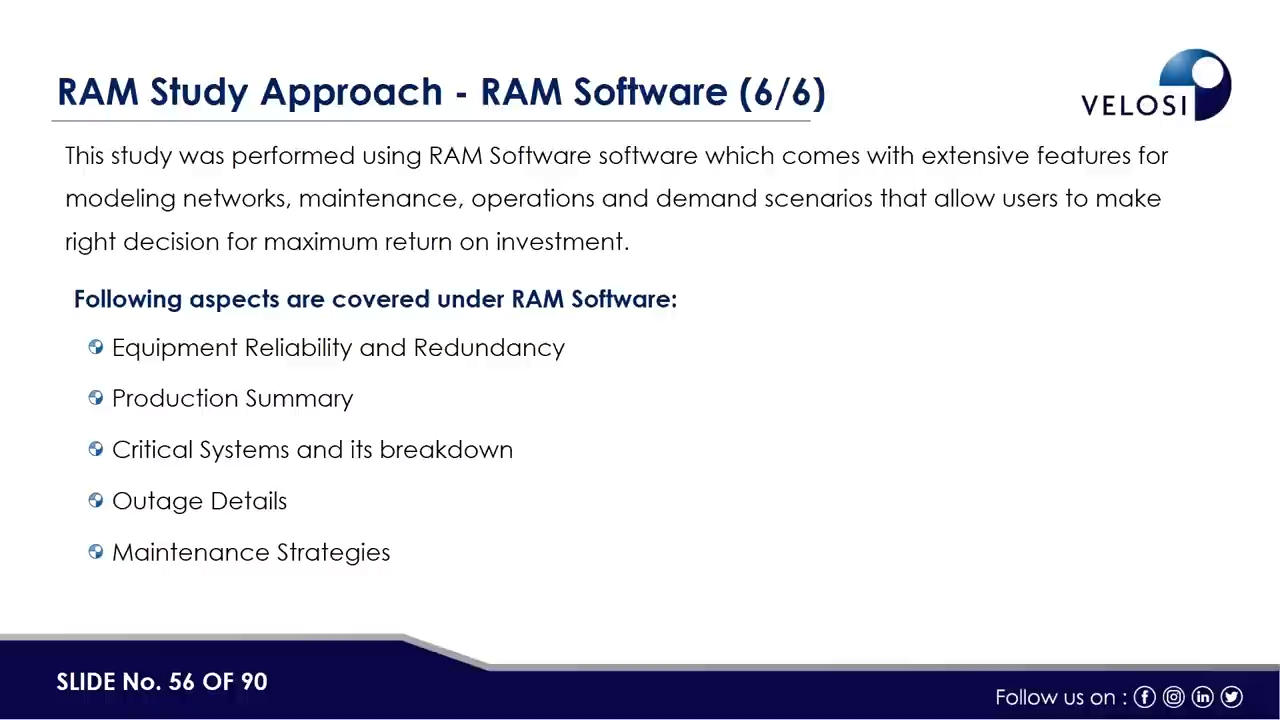 RAM Study Approach - RAM Software (6/6)
VELOSI
This study was performed using RAM Software software which comes with extensive features for
modeling networks, maintenance, operations and demand scenarios that allow users to make
right decision for maximum return on investment.
Following aspects are covered under RAM Software:
Equipment Reliability and Redundancy
Production Summary
Critical Systems and its breakdown
Outage Details
Maintenance Strategies
SLIDE No. 56 OF 90
Follow us on :